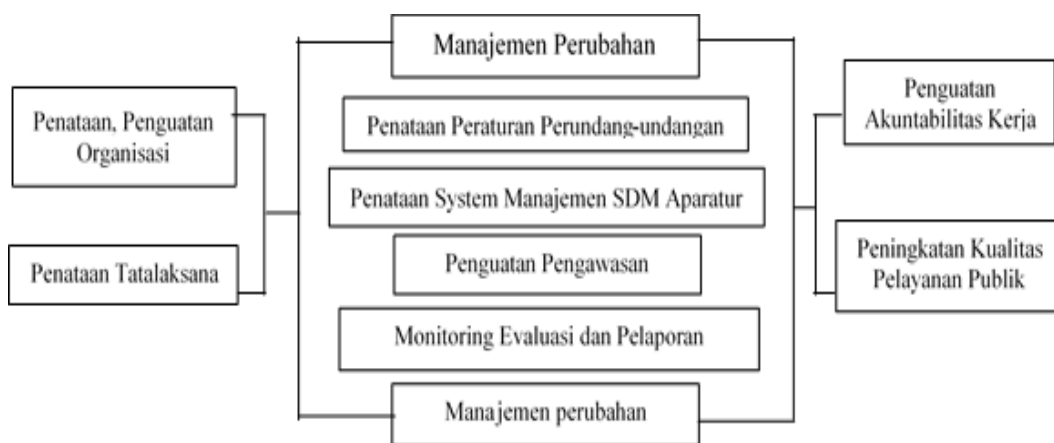 Manajemen Perubahan
Penataan, Penguatan
Organisasi
Penataan Tatalaksana
Penataan Peraturan Perundang-undangan
Penataan System Manajemen SDM Aparatur
Penguatan Pengawasan
Monitoring Evaluasi dan Pelaporan
Manajemen perubahan
Penguatan
Akuntabilitas Kerja
Peningkatan Kualitas
Pelayanan Publik